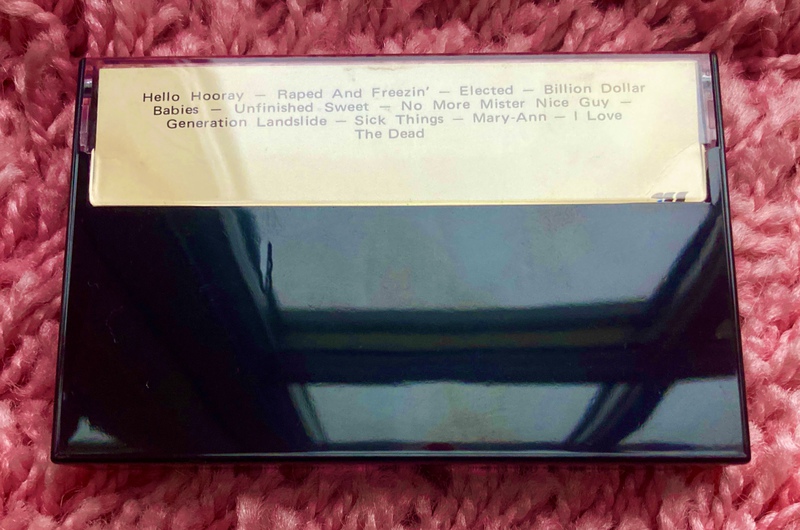 Hello Hooray — Raped And Freezin' — Elected — Billion Dollar
Babies — Unfinished Sweet — No More Mister Nice Guy —
Generation Landslide — Sick Things — Mary-Ann — I Love
The Dead